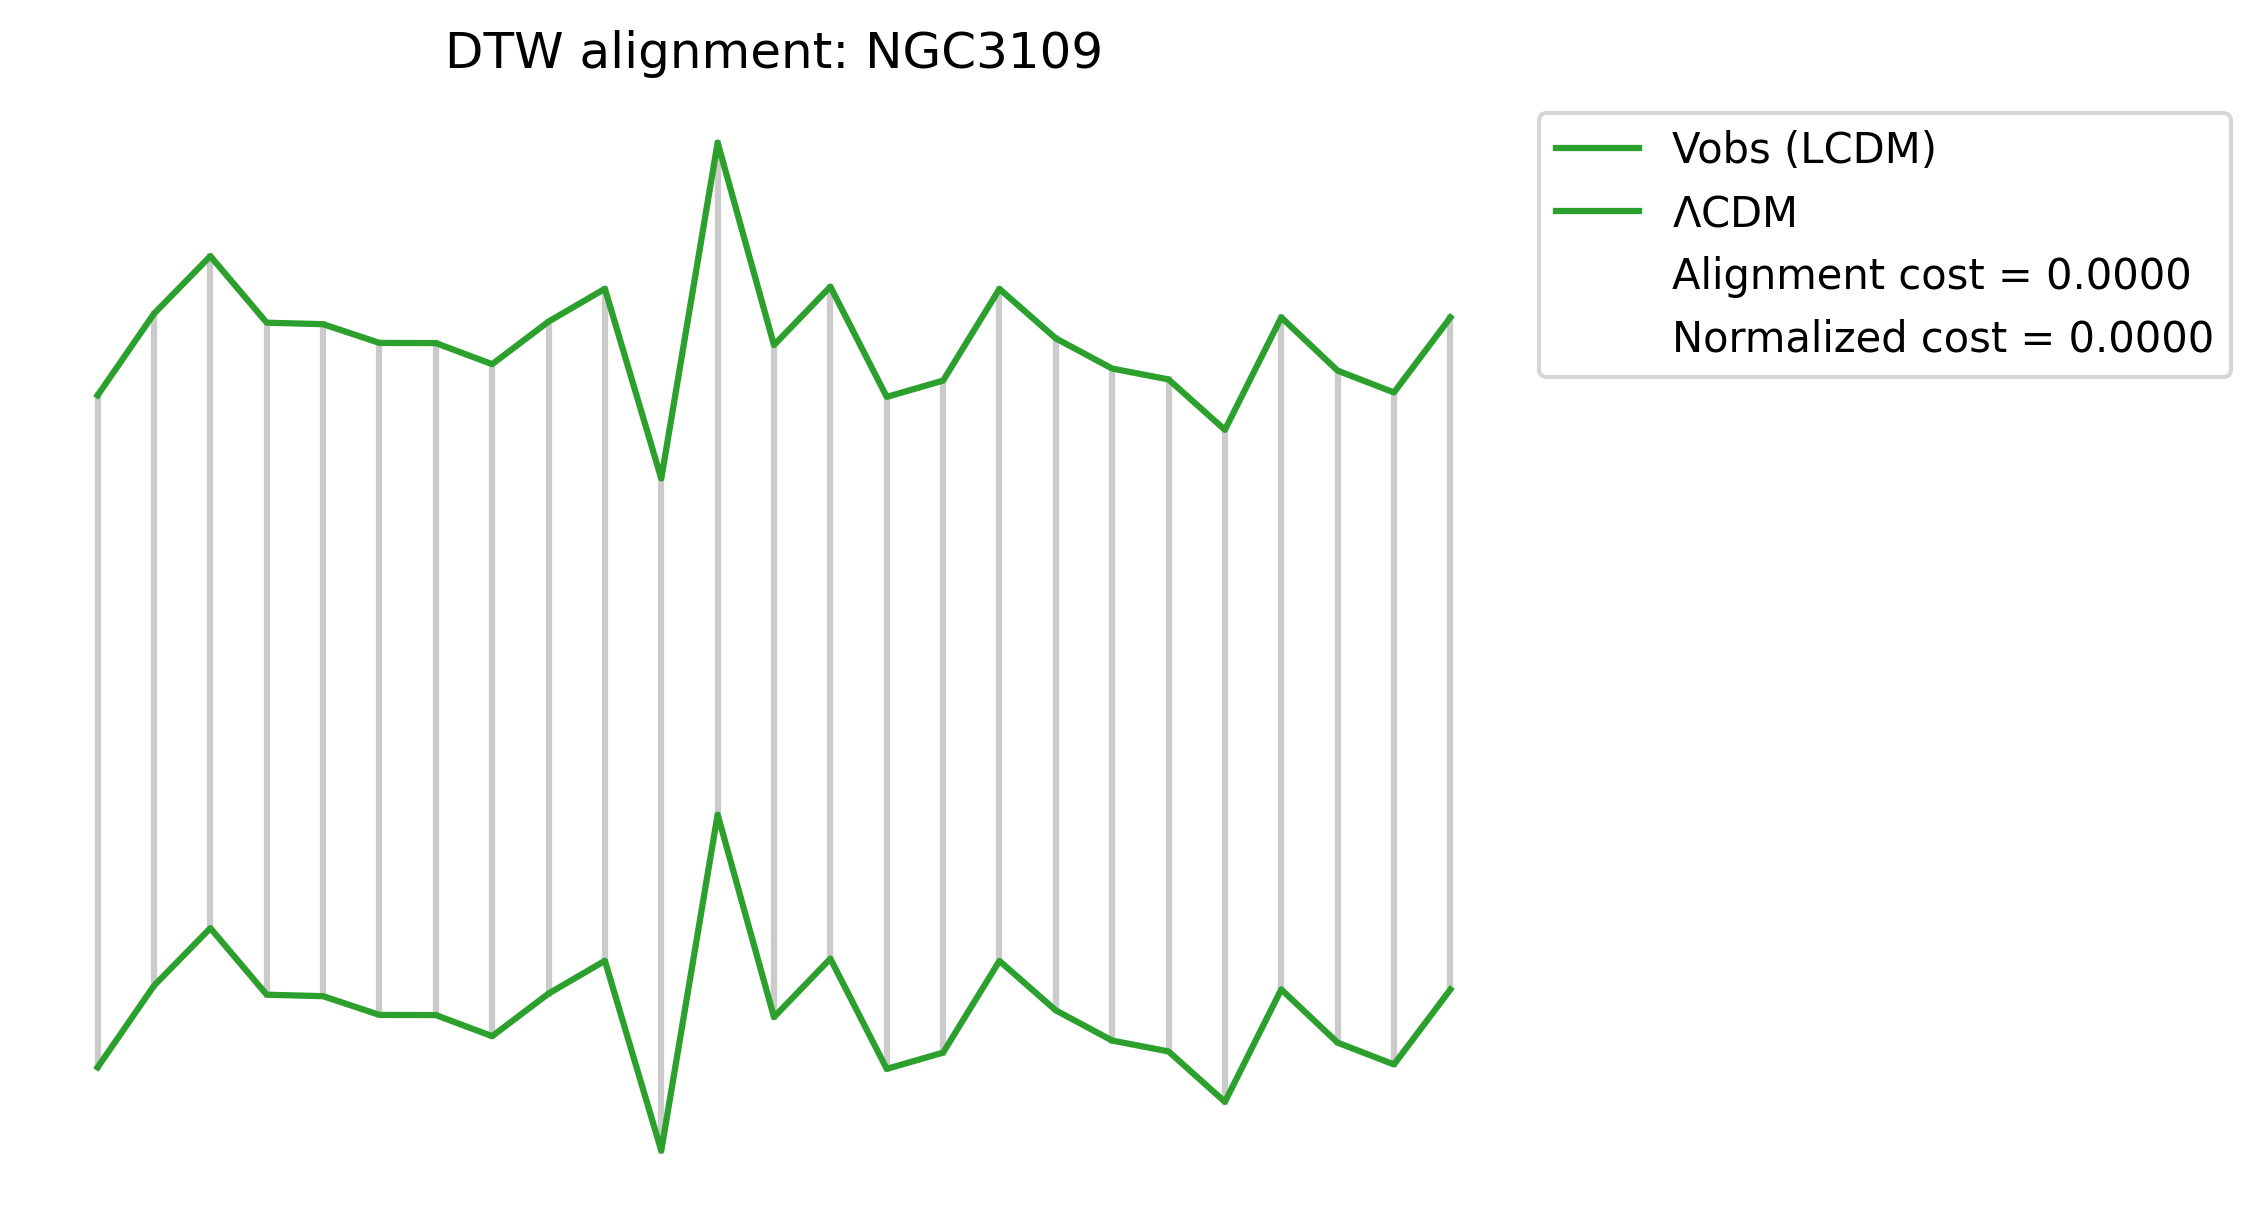 DTW alignment: NGC3109
Vobs (LCDM)
ΛCDM
Alignment cost = 0.0000
Normalized cost = 0.0000